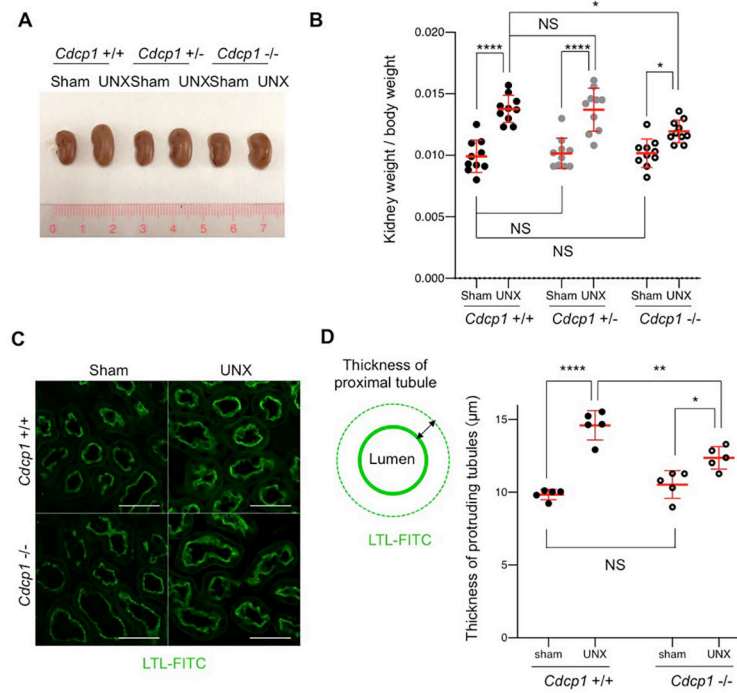 A
Cdcp1 +/+ Cdcp1 +/- Cdcp1 -/-
Sham UNX Sham UNX Sham UNX
0 1 2 3 4 5 6 7
B
Kidney weight / body weight
0.020
0.015
0.010
0.005
0.000
*
NS
**** **** *
NS
NS
Sham UNX Sham UNX Sham UNX
Cdcp1 +/+ Cdcp1 +/- Cdcp1 -/-
C
Sham UNX
Cdcp1 +/+
Cdcp1 -/-
LTL-FITC
D
Thickness of
proximal tubule
Lumen
LTL-FITC
Thickness of protruding tubules (μm)
15
10
5
0
**** **
*
NS
sham UNX sham UNX
Cdcp1 +/+ Cdcp1 -/-